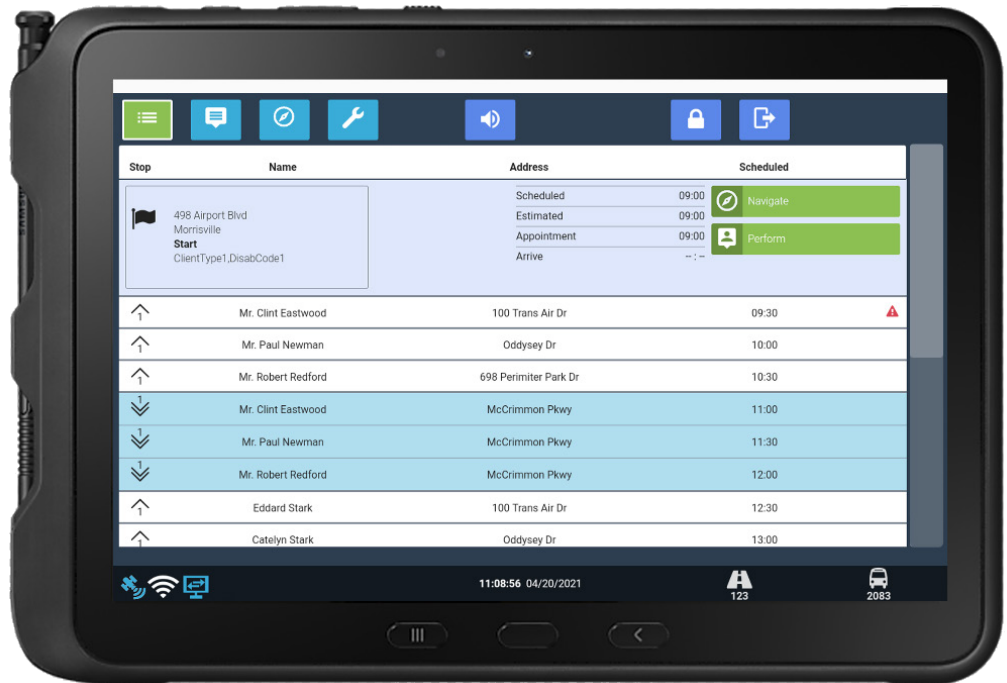 Stop Name Address Scheduled
498 Airport Blvd
Morrisville
Start
ClientType1,DisabCode1
Scheduled 09:00
Estimated 09:00
Appointment 09:00
Arrive -- : --
Navigate
Perform
1 Mr. Clint Eastwood 100 Trans Air Dr 09:30
1 Mr. Paul Newman Oddysey Dr 10:00
1 Mr. Robert Redford 698 Perimiter Park Dr 10:30
1 Mr. Clint Eastwood McCrimmon Pkwy 11:00
1 Mr. Paul Newman McCrimmon Pkwy 11:30
1 Mr. Robert Redford McCrimmon Pkwy 12:00
1 Eddard Stark 100 Trans Air Dr 12:30
1 Catelyn Stark Oddysey Dr 13:00
11:08:56 04/20/2021
123
2083